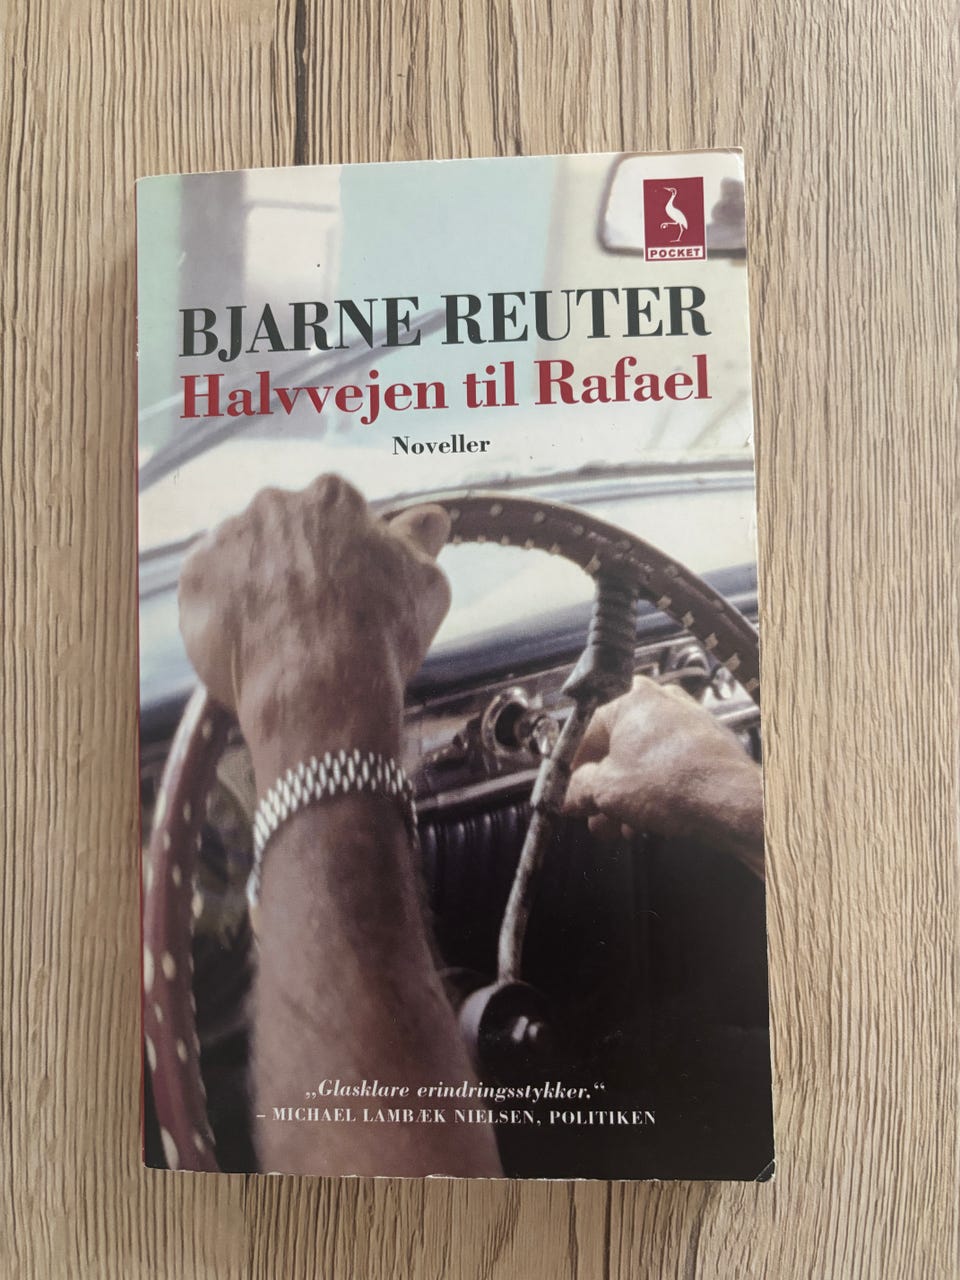 POCKET
BJARNE REUTER
Halvvejen til Rafael
Noveller
„Glasklare erindringsstykker.“
– MICHAEL LAMBÆK NIELSEN, POLITIKEN